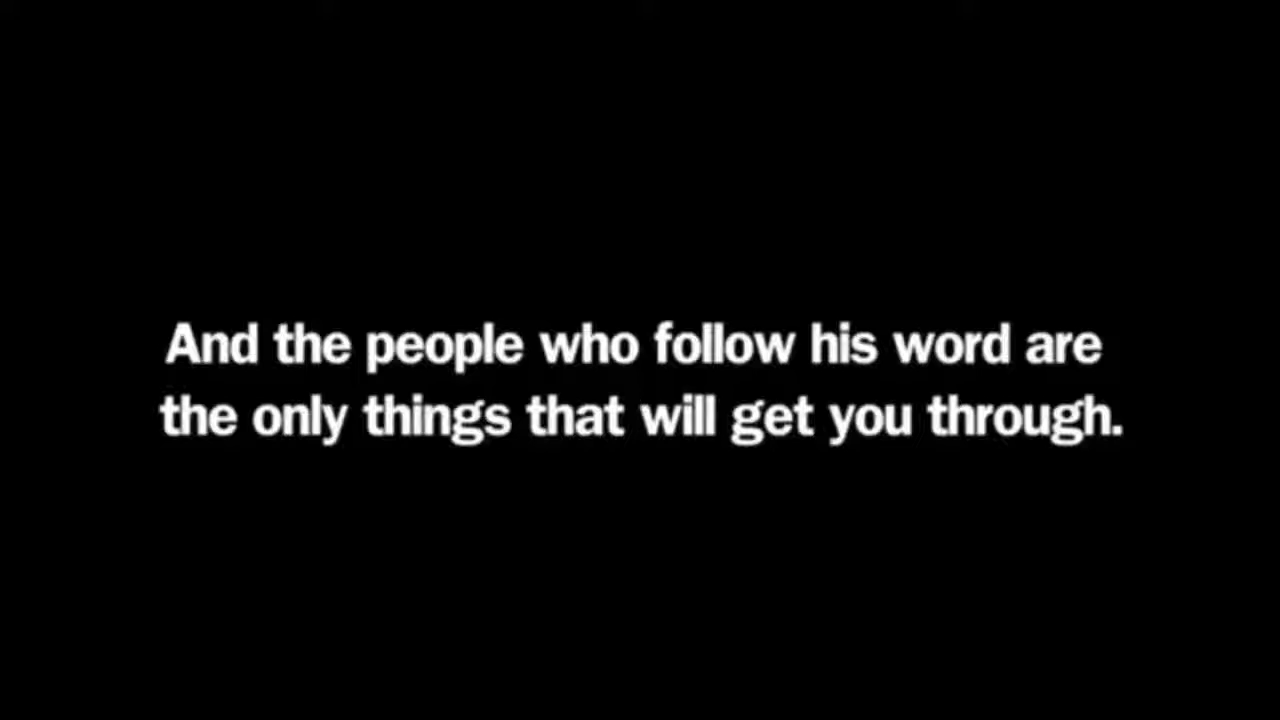 And the people who follow his word are
the only things that will get you through.